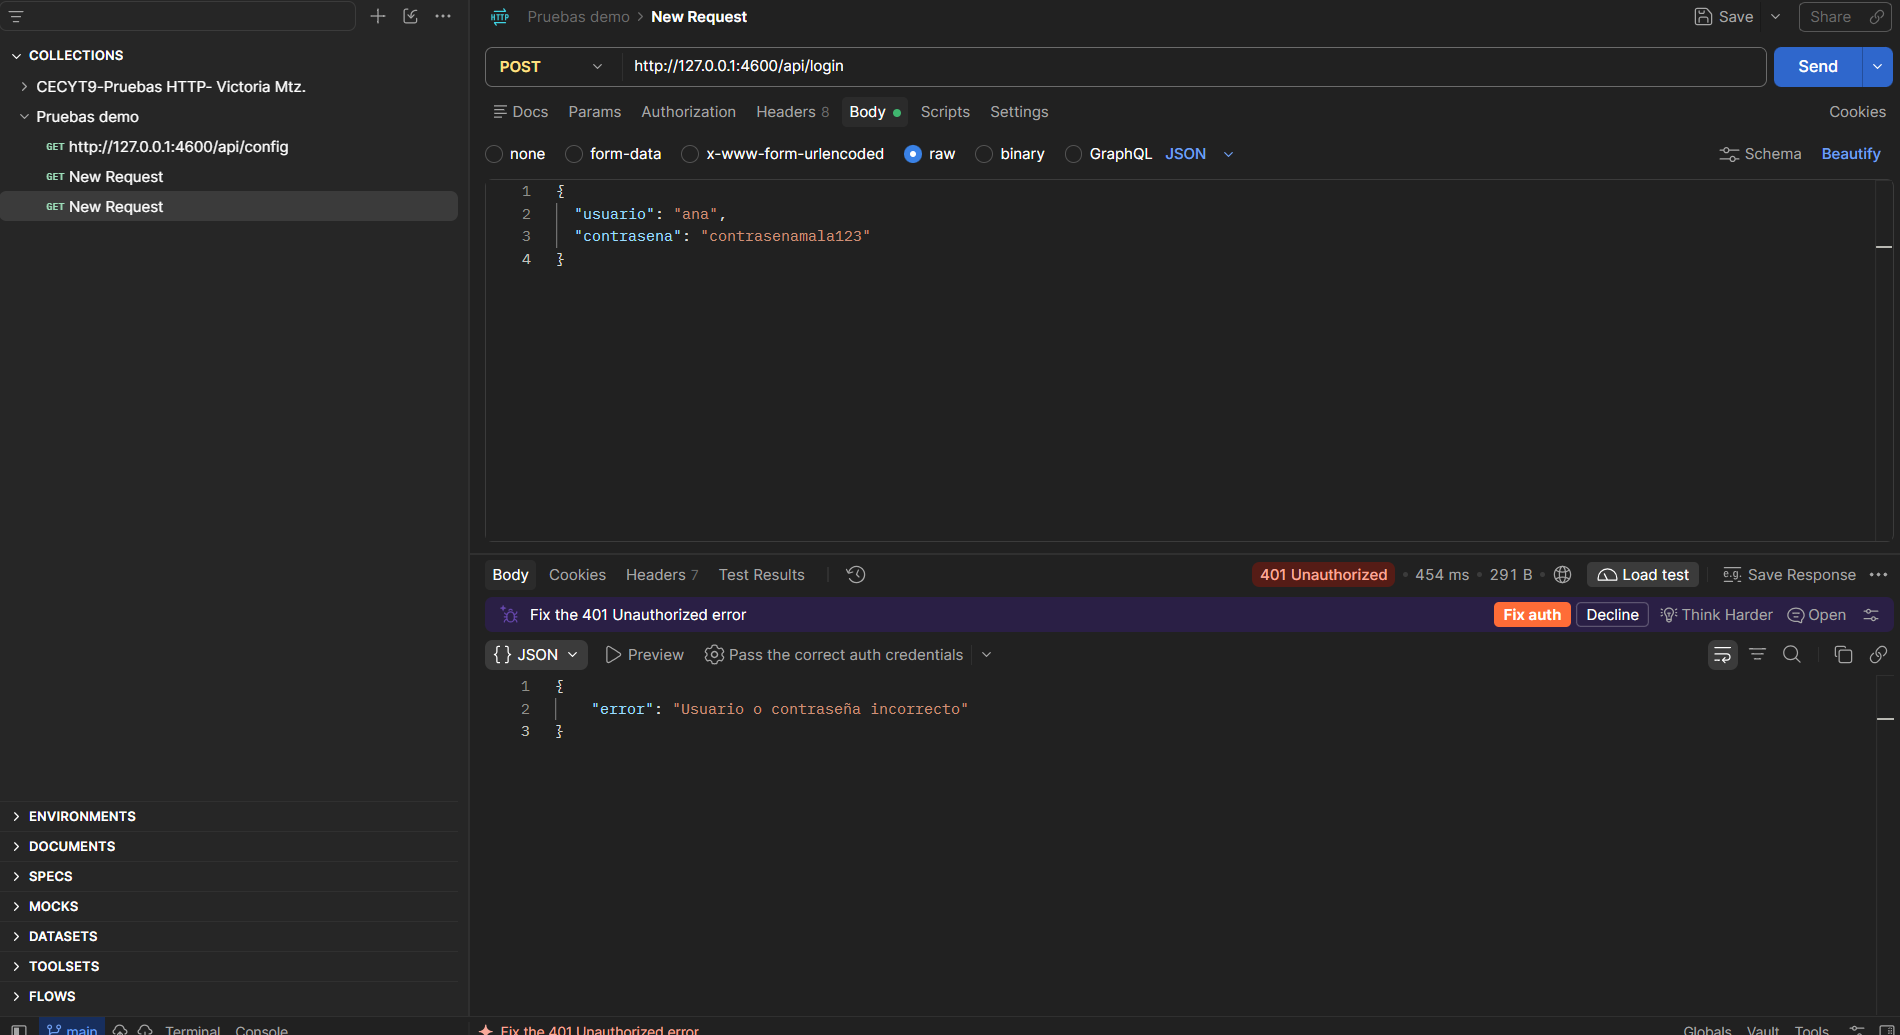 COLLECTIONS
CECYT9-Pruebas HTTP- Victoria Mtz.
Pruebas demo
GET http://127.0.0.1:4600/api/config
GET New Request
GET New Request
ENVIRONMENTS
DOCUMENTS
SPECS
MOCKS
DATASETS
TOOLSETS
FLOWS
HTTP Pruebas demo > New Request Save Share
POST http://127.0.0.1:4600/api/login Send
Docs Params Authorization Headers 8 Body Scripts Settings Cookies
none form-data x-www-form-urlencoded raw binary GraphQL JSON Schema Beautify
1 {
2 "usuario": "ana",
3 "contrasena": "contrasenamala123"
4 }
Body Cookies Headers 7 Test Results 401 Unauthorized • 454 ms • 291 B • Load test e.g. Save Response
Fix the 401 Unauthorized error Fix auth Decline Think Harder Open
{} JSON Preview Pass the correct auth credentials
1 {
2 "error": "Usuario o contraseña incorrecto"
3 }
main Terminal Console Fix the 401 Unauthorized error Globals Vault Tools